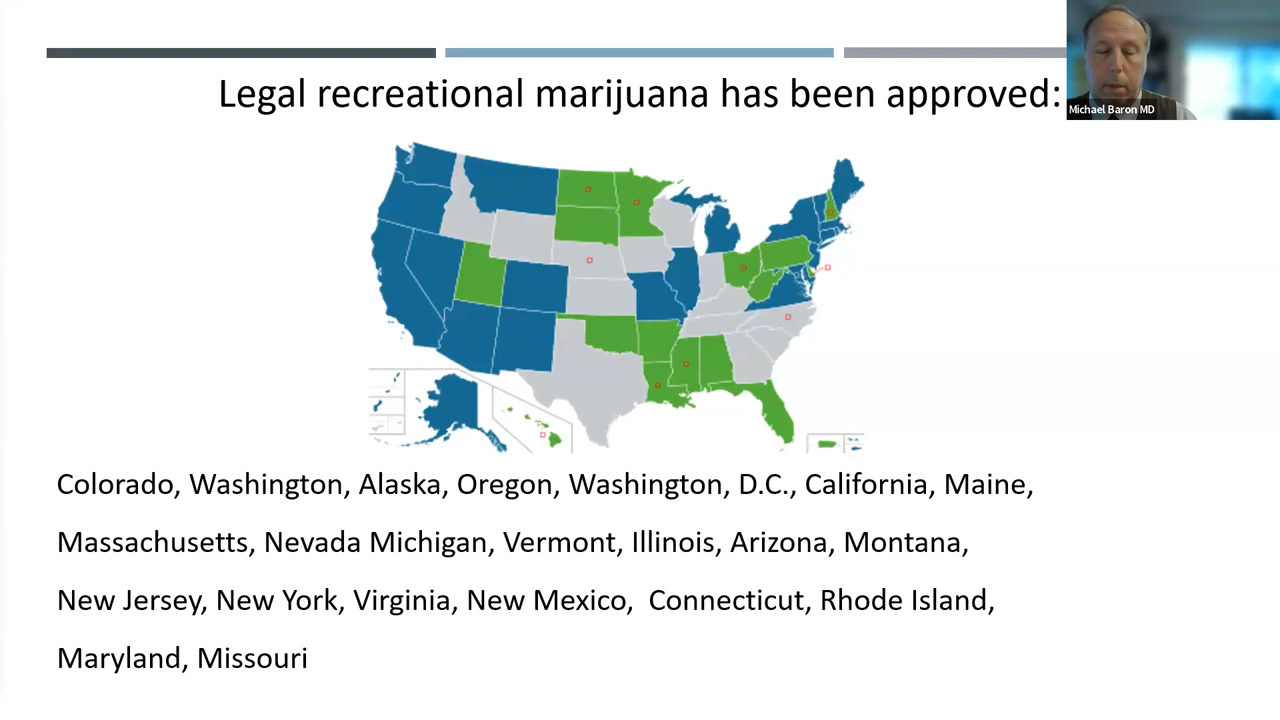 Legal recreational marijuana has been approved:
Michael Baron MD
Colorado, Washington, Alaska, Oregon, Washington, D.C., California, Maine,
Massachusetts, Nevada Michigan, Vermont, Illinois, Arizona, Montana,
New Jersey, New York, Virginia, New Mexico,  Connecticut, Rhode Island,
Maryland, Missouri